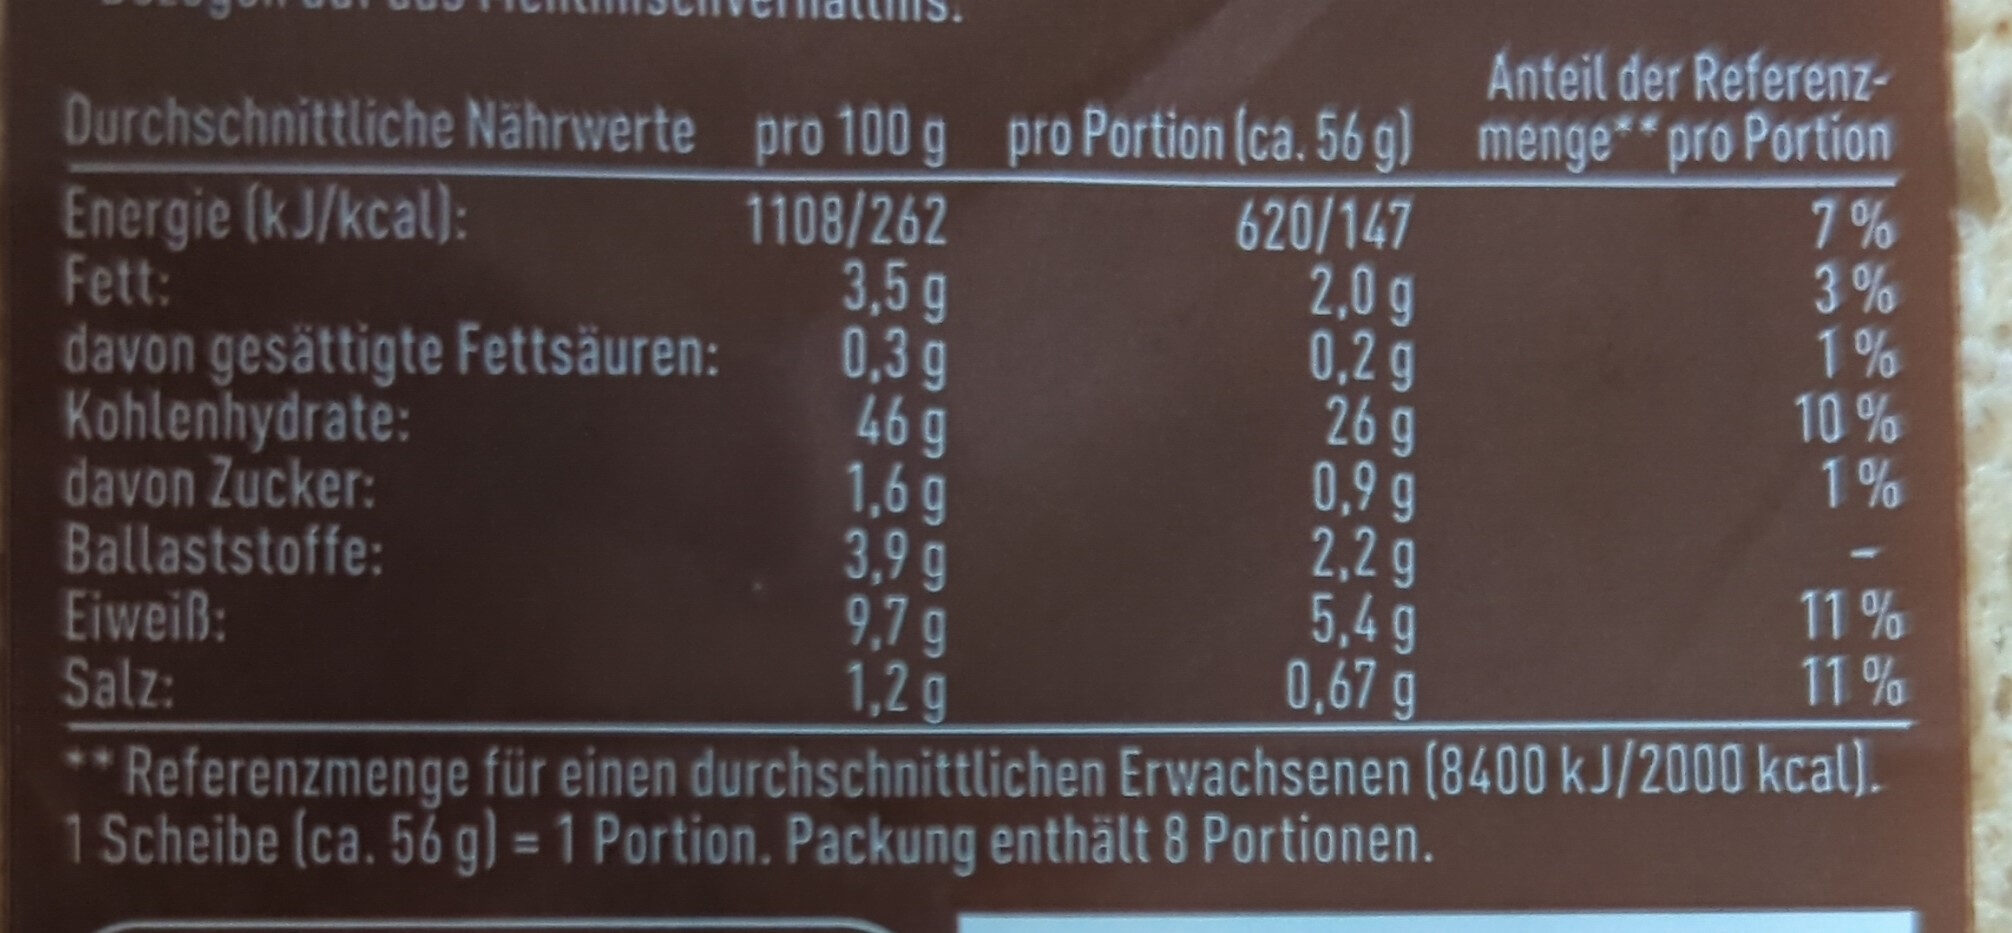 Bezogen auf das Mehlmischverhältnis.
Durchschnittliche Nährwerte pro 100 g pro Portion (ca. 56 g) Anteil der Referenz-
menge** pro Portion
Energie (kJ/kcal): 1108/262 620/147 7 %
Fett: 3,5 g 2,0 g 3 %
davon gesättigte Fettsäuren: 0,3 g 0,2 g 1 %
Kohlenhydrate: 46 g 26 g 10 %
davon Zucker: 1,6 g 0,9 g 1 %
Ballaststoffe: 3,9 g 2,2 g –
Eiweiß: 9,7 g 5,4 g 11 %
Salz: 1,2 g 0,67 g 11 %
** Referenzmenge für einen durchschnittlichen Erwachsenen (8400 kJ/2000 kcal).
1 Scheibe (ca. 56 g) = 1 Portion. Packung enthält 8 Portionen.